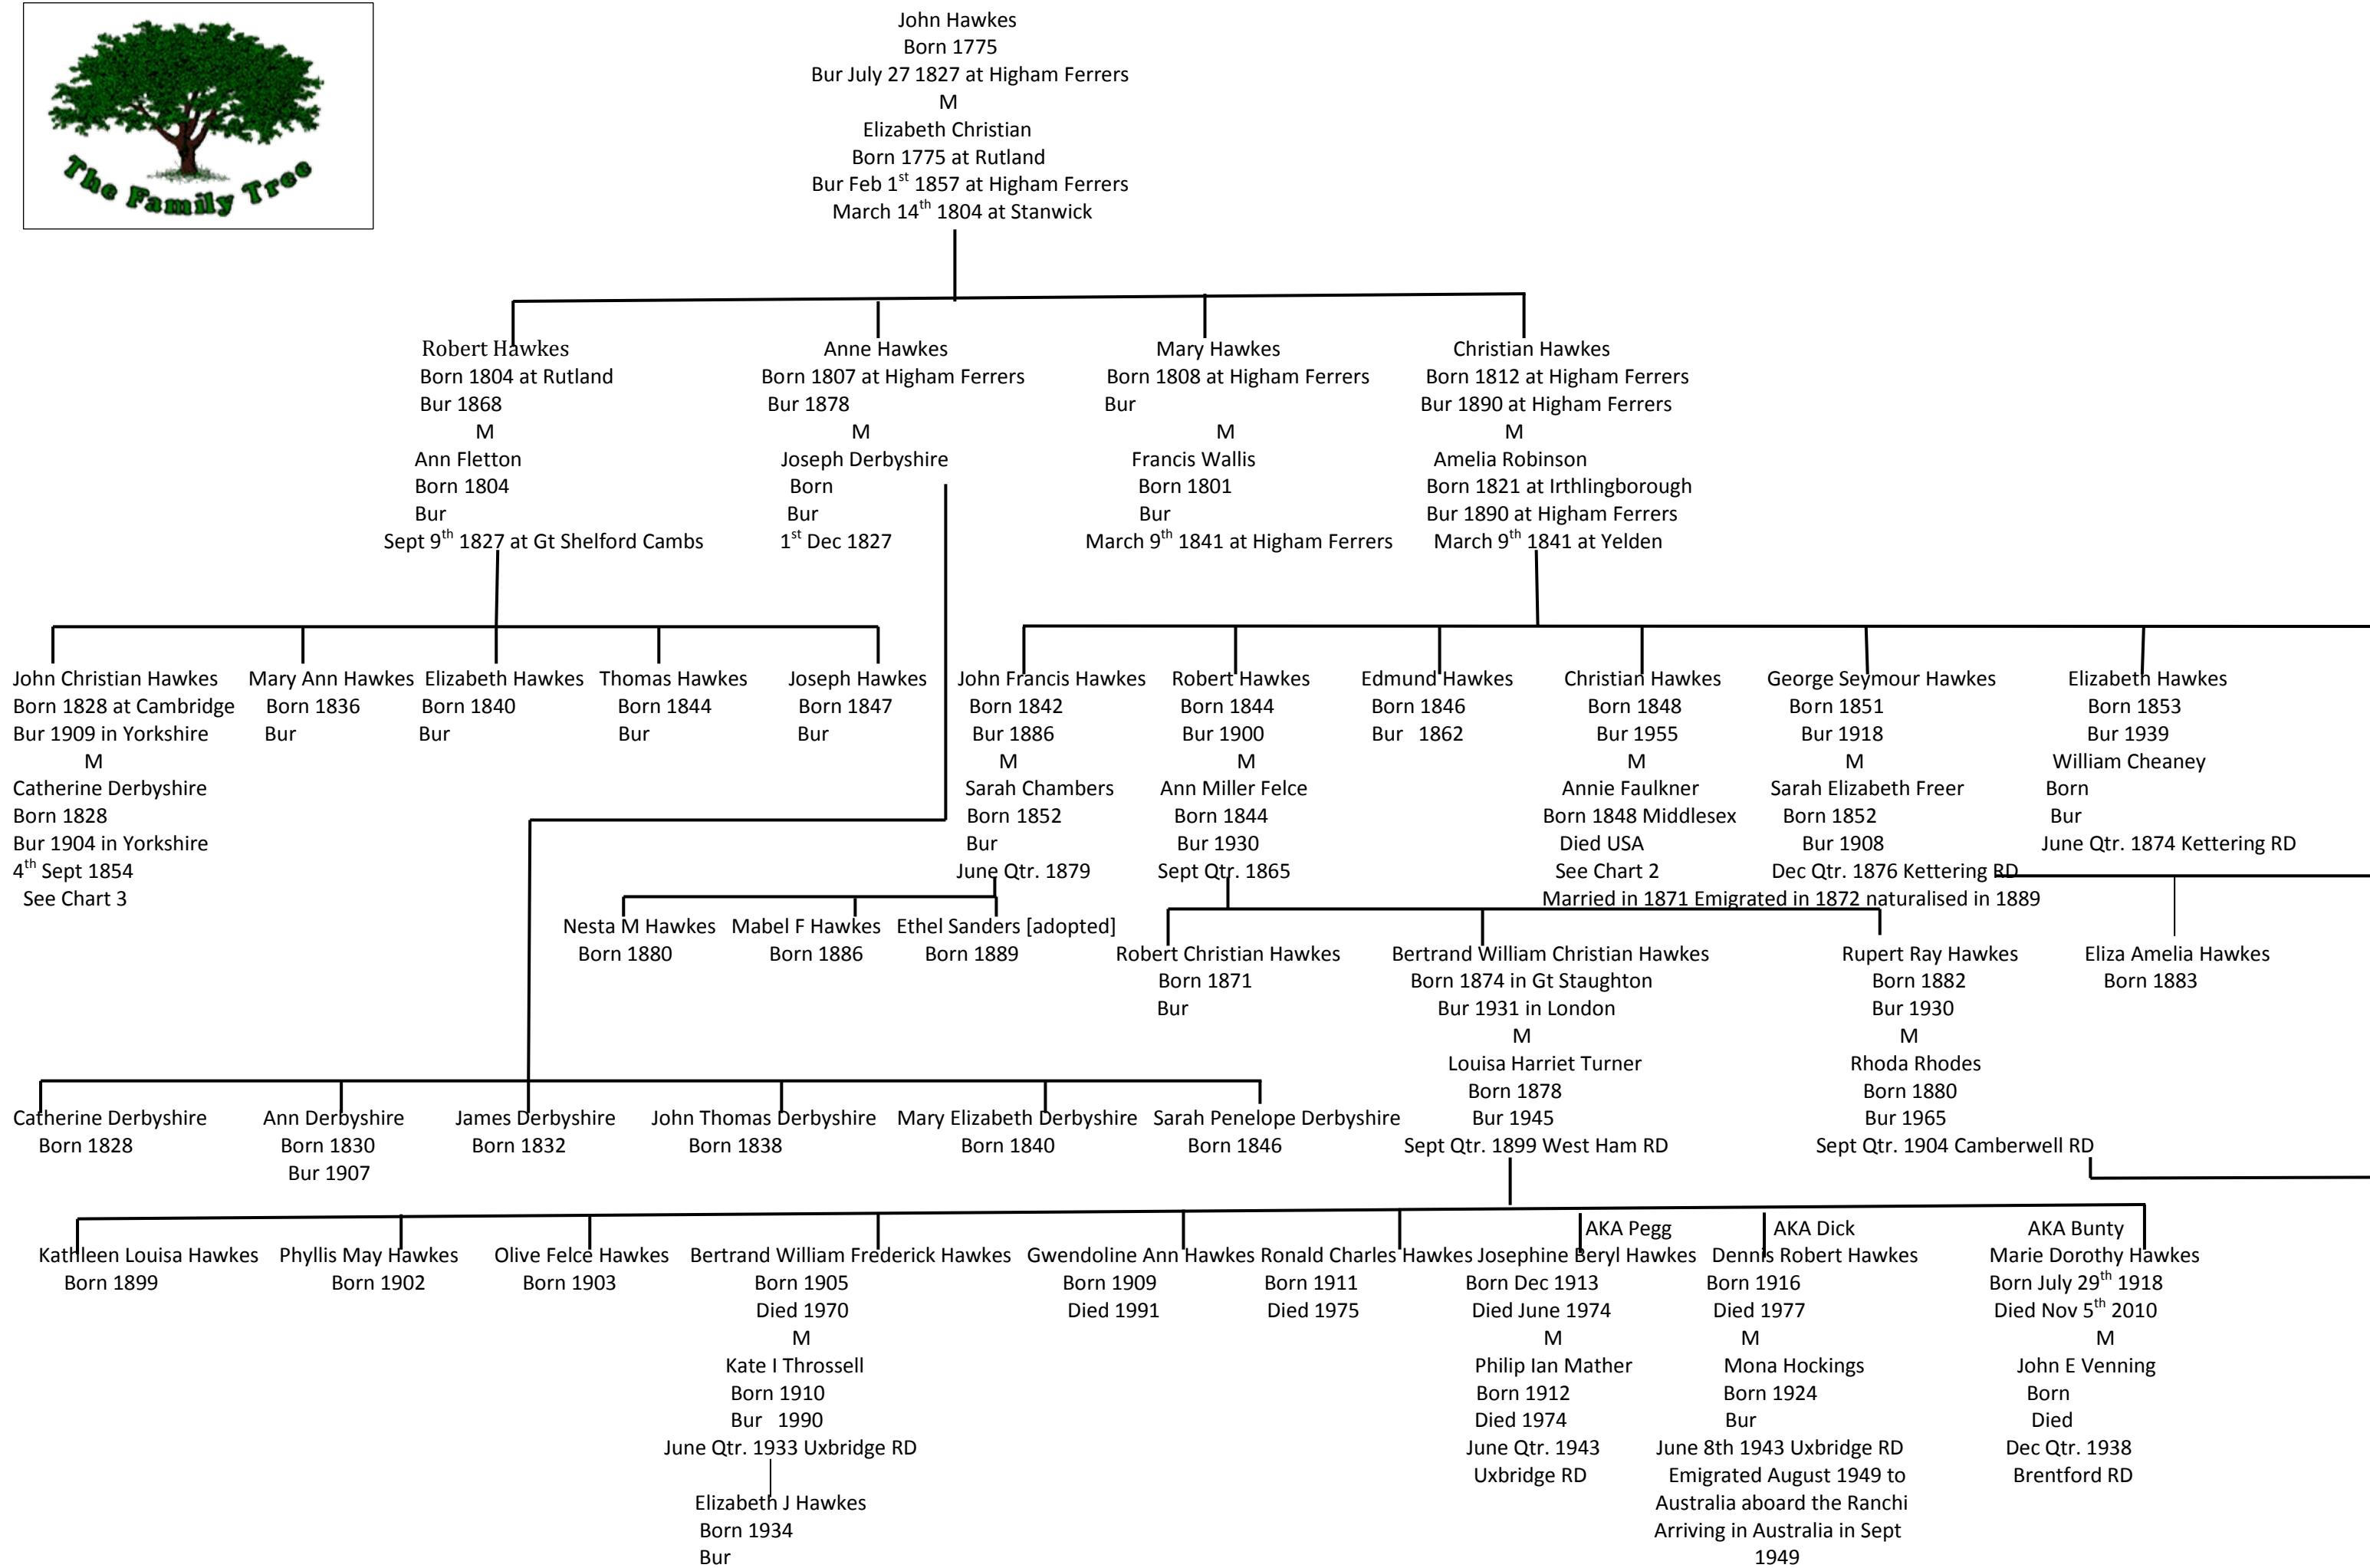 The Family Tree
John Hawkes
Born 1775
Bur July 27 1827 at Higham Ferrers
M
Elizabeth Christian
Born 1775 at Rutland
Bur Feb 1st 1857 at Higham Ferrers
March 14th 1804 at Stanwick
Robert Hawkes
Born 1804 at Rutland
Bur 1868
M
Ann Fletton
Born 1804
Bur
Sept 9th 1827 at Gt Shelford Cambs
Anne Hawkes
Born 1807 at Higham Ferrers
Bur 1878
M
Joseph Derbyshire
Born
Bur
1st Dec 1827
Mary Hawkes
Born 1808 at Higham Ferrers
Bur
M
Francis Wallis
Born 1801
Bur
March 9th 1841 at Higham Ferrers
Christian Hawkes
Born 1812 at Higham Ferrers
Bur 1890 at Higham Ferrers
M
Amelia Robinson
Born 1821 at Irthlingborough
Bur 1890 at Higham Ferrers
March 9th 1841 at Yelden
John Christian Hawkes
Born 1828 at Cambridge
Bur 1909 in Yorkshire
M
Catherine Derbyshire
Born 1828
Bur 1904 in Yorkshire
4th Sept 1854
See Chart 3
Mary Ann Hawkes
Born 1836
Bur
Elizabeth Hawkes
Born 1840
Bur
Thomas Hawkes
Born 1844
Bur
Joseph Hawkes
Born 1847
Bur
John Francis Hawkes
Born 1842
Bur 1886
M
Sarah Chambers
Born 1852
Bur
June Qtr. 1879
Robert Hawkes
Born 1844
Bur 1900
M
Ann Miller Felce
Born 1844
Bur 1930
Sept Qtr. 1865
Edmund Hawkes
Born 1846
Bur 1862
Christian Hawkes
Born 1848
Bur 1955
M
Annie Faulkner
Born 1848 Middlesex
Died USA
See Chart 2
Married in 1871 Emigrated in 1872 naturalised in 1889
George Seymour Hawkes
Born 1851
Bur 1918
M
Sarah Elizabeth Freer
Born 1852
Bur 1908
Dec Qtr. 1876 Kettering RD
Elizabeth Hawkes
Born 1853
Bur 1939
William Cheaney
Born
Bur
June Qtr. 1874 Kettering RD
Nesta M Hawkes
Born 1880
Mabel F Hawkes
Born 1886
Ethel Sanders [adopted]
Born 1889
Robert Christian Hawkes
Born 1871
Bur
Bertrand William Christian Hawkes
Born 1874 in Gt Staughton
Bur 1931 in London
M
Louisa Harriet Turner
Born 1878
Bur 1945
Sept Qtr. 1899 West Ham RD
Rupert Ray Hawkes
Born 1882
Bur 1930
M
Rhoda Rhodes
Born 1880
Bur 1965
Sept Qtr. 1904 Camberwell RD
Eliza Amelia Hawkes
Born 1883
Catherine Derbyshire
Born 1828
Ann Derbyshire
Born 1830
Bur 1907
James Derbyshire
Born 1832
John Thomas Derbyshire
Born 1838
Mary Elizabeth Derbyshire
Born 1840
Sarah Penelope Derbyshire
Born 1846
Kathleen Louisa Hawkes
Born 1899
Phyllis May Hawkes
Born 1902
Olive Felce Hawkes
Born 1903
Bertrand William Frederick Hawkes
Born 1905
Died 1970
M
Kate I Throssell
Born 1910
Bur 1990
June Qtr. 1933 Uxbridge RD
Elizabeth J Hawkes
Born 1934
Bur
Gwendoline Ann Hawkes
Born 1909
Died 1991
Ronald Charles Hawkes
Born 1911
Died 1975
AKA Pegg
Josephine Beryl Hawkes
Born Dec 1913
Died June 1974
M
Philip Ian Mather
Born 1912
Died 1974
June Qtr. 1943
Uxbridge RD
AKA Dick
Dennis Robert Hawkes
Born 1916
Died 1977
M
Mona Hockings
Born 1924
Bur
June 8th 1943 Uxbridge RD
Emigrated August 1949 to
Australia aboard the Ranchi
Arriving in Australia in Sept
1949
AKA Bunty
Marie Dorothy Hawkes
Born July 29th 1918
Died Nov 5th 2010
M
John E Venning
Born
Died
Dec Qtr. 1938
Brentford RD